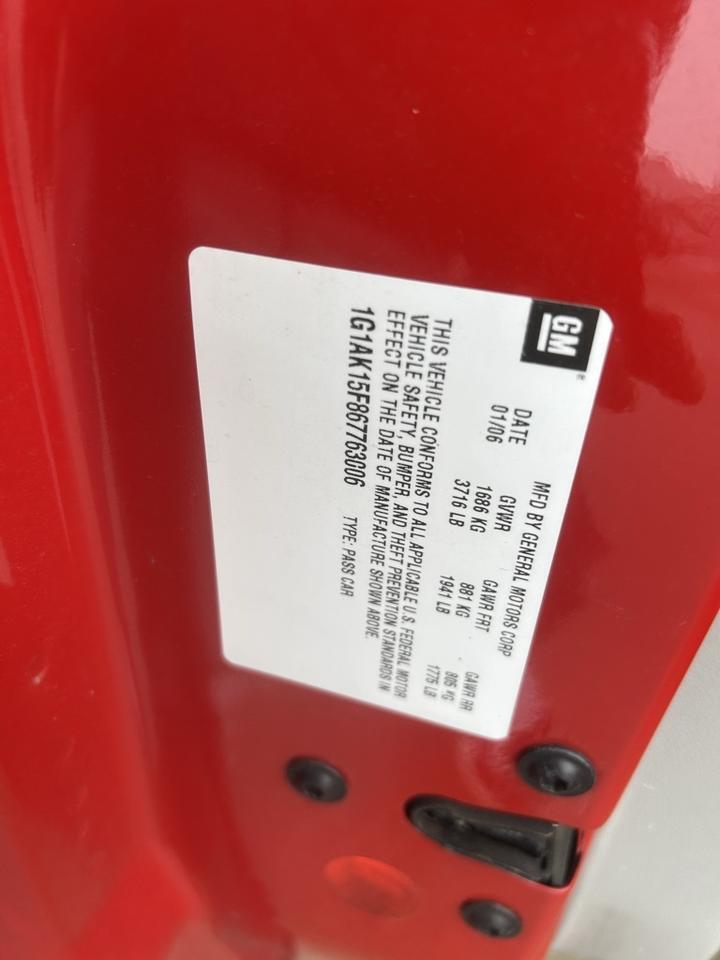 GM®
MFD BY GENERAL MOTORS CORP
DATE GVWR GAWR FRT GAWR RR
01/06 1686 KG 881 KG 805 KG
3716 LB 1941 LB 1775 LB
THIS VEHICLE CONFORMS TO ALL APPLICABLE U.S. FEDERAL MOTOR
VEHICLE SAFETY, BUMPER, AND THEFT PREVENTION STANDARDS IN
EFFECT ON THE DATE OF MANUFACTURE SHOWN ABOVE.
1G1AK15F867763006 TYPE: PASS CAR